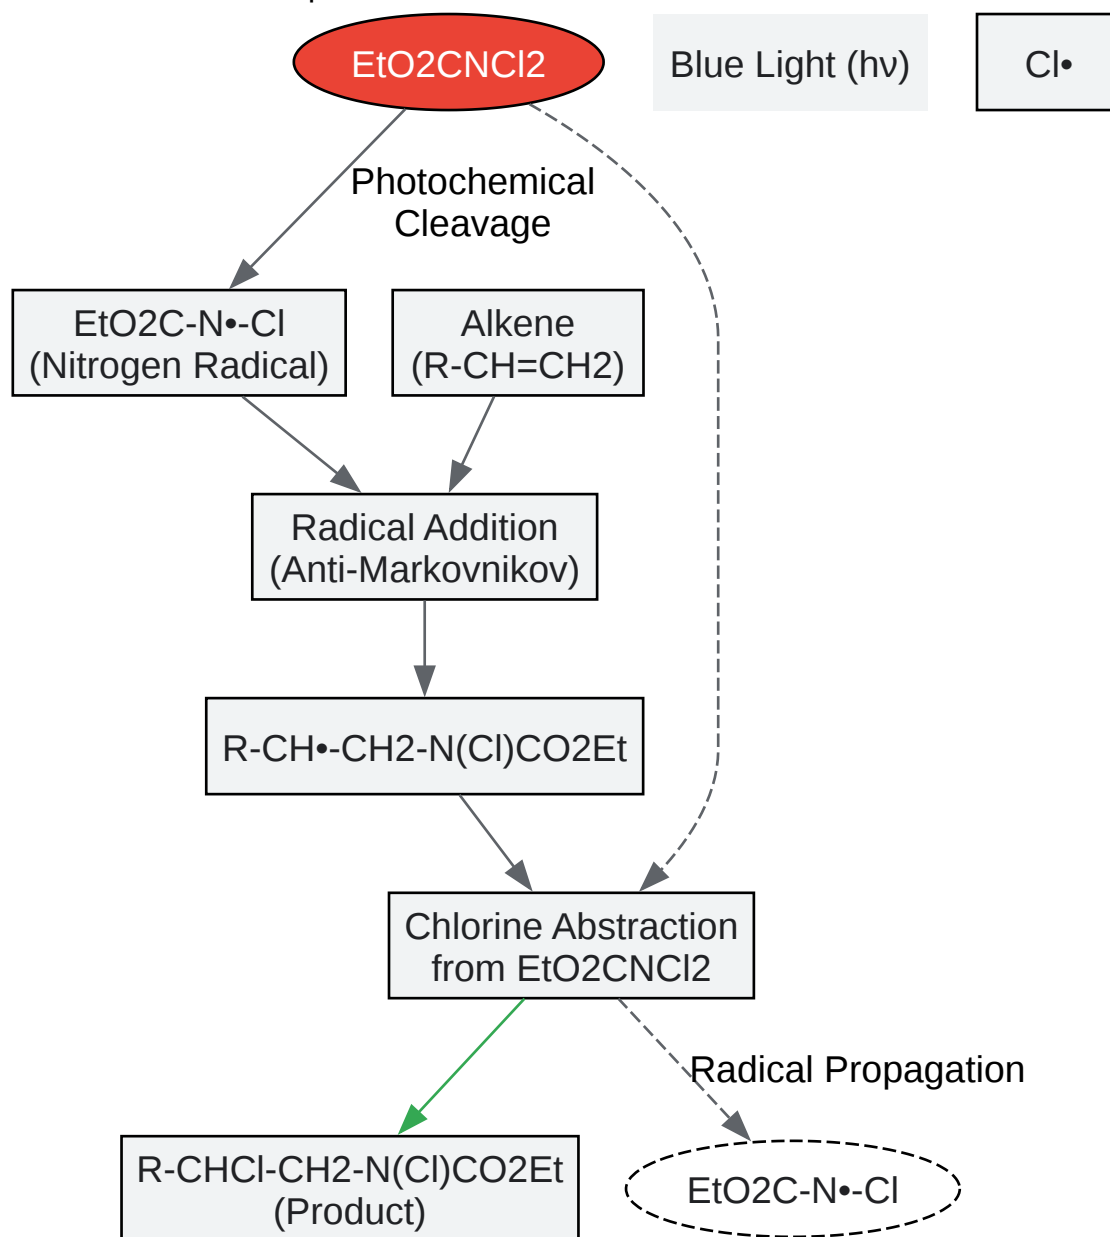 EtO2CNCl2
Blue Light (hν)
Cl•
Photochemical
Cleavage
EtO2C-N•-Cl
(Nitrogen Radical)
Alkene
(R-CH=CH2)
Radical Addition
(Anti-Markovnikov)
R-CH•-CH2-N(Cl)CO2Et
Chlorine Abstraction
from EtO2CNCl2
Radical Propagation
R-CHCl-CH2-N(Cl)CO2Et
(Product)
EtO2C-N•-Cl